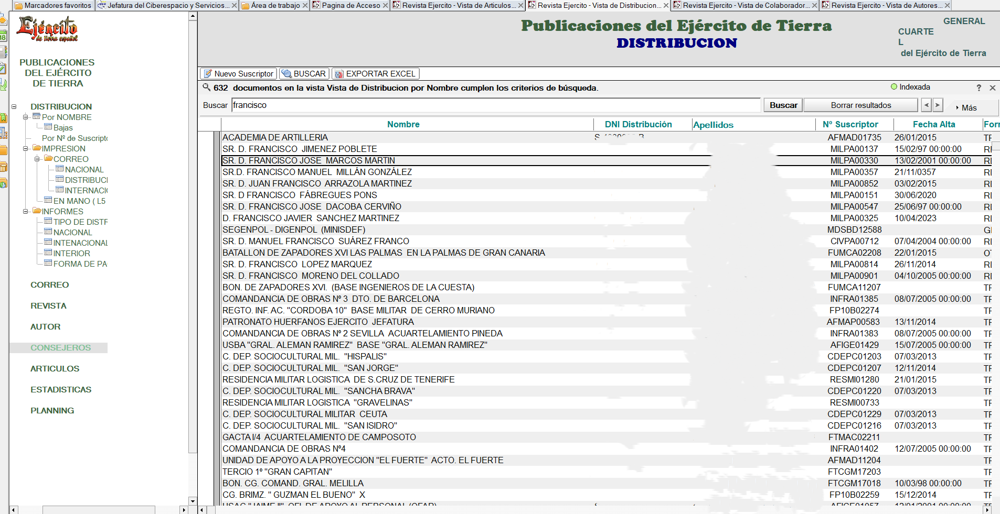 Marcadores favoritos
Jefatura del Ciberespacio y Servicios...
Área de trabajo
Pagina de Acceso
Revista Ejercito - Vista de Articulos...
Revista Ejercito - Vista de Distribucion...
Revista Ejercito - Vista de Colaborador...
Revista Ejercito - Vista de Autores...
18
Ejército
de tierra español
PUBLICACIONES
DEL EJÉRCITO
DE TIERRA
DISTRIBUCION
Por NOMBRE
Bajas
Por Nº de Suscripto
IMPRESION
CORREO
NACIONAL
DISTRIBUCI
INTERNACIO
EN MANO ( L5
INFORMES
TIPO DE DISTR
NACIONAL
INTENACIONAL
INTERIOR
FORMA DE PA
CORREO
REVISTA
AUTOR
CONSEJEROS
ARTICULOS
ESTADISTICAS
PLANNING
Publicaciones del Ejército de Tierra
DISTRIBUCION
GENERAL
CUARTE
L
del Ejército de Tierra
Nuevo Suscriptor BUSCAR EXPORTAR EXCEL
632 documentos en la vista Vista de Distribucion por Nombre cumplen los criterios de búsqueda. Indexada ? ✕
Buscar francisco Buscar Borrar resultados < > Más
Nombre DNI Distribución Apellidos Nº Suscriptor Fecha Alta Forr
ACADEMIA DE ARTILLERIA AFMAD01735 26/01/2015 TF
SR. D. FRANCISCO JIMENEZ POBLETE MILPA00137 15/02/97 00:00:00 RI
SR. D. FRANCISCO JOSE MARCOS MARTIN MILPA00330 13/02/2001 00:00:00 RI
SR.D. FRANCISCO MANUEL MILLÁN GONZÁLEZ MILPA00357 21/11/0357 RI
SR. D. JUAN FRANCISCO ARRAZOLA MARTINEZ MILPA00852 03/02/2015 RI
SR. D FRANCISCO FÁBREGUES PONS MILPA00151 30/06/2020 RI
SR. D. FRANCISCO JOSE DACOBA CERVIÑO MILPA00547 25/06/97 00:00:00 RI
D. FRANCISCO JAVIER SANCHEZ MARTINEZ MILPA00325 10/04/2023 RI
SEGENPOL - DIGENPOL (MINISDEF) MDSBD12588 GI
SR. D. MANUEL FRANCISCO SUÁREZ FRANCO CIVPA00712 07/04/2004 00:00:00 RI
BATALLON DE ZAPADORES XVI LAS PALMAS EN LA PALMAS DE GRAN CANARIA FUMCA02208 22/01/2015 OT
SR. D. FRANCISCO LOPEZ MARQUEZ MILPA00814 26/11/2014 RI
SR. D. FRANCISCO MORENO DEL COLLADO MILPA00901 04/10/2005 00:00:00 RI
BON. DE ZAPADORES XVI. (BASE INGENIEROS DE LA CUESTA) FUMCA11207 TF
COMANDANCIA DE OBRAS Nº 3 DTO. DE BARCELONA INFRA01385 08/07/2005 00:00:00 TF
REGTO. INF. AC. "CORDOBA 10" BASE MILITAR DE CERRO MURIANO FP10B02274 TF
PATRONATO HUERFANOS EJERCITO JEFATURA AFMAP00583 13/11/2014 TF
COMANDANCIA DE OBRAS Nº 2 SEVILLA ACUARTELAMIENTO PINEDA INFRA01383 08/07/2005 00:00:00 TF
USBA "GRAL. ALEMAN RAMIREZ" BASE "GRAL. ALEMAN RAMIREZ" AFIGE01429 15/07/2005 00:00:00 TF
C. DEP. SOCIOCULTURAL MIL. "HISPALIS" CDEPC01203 07/03/2013 TF
C. DEP. SOCIOCULTURAL MIL. "SAN JORGE" CDEPC01207 12/11/2014 TF
RESIDENCIA MILITAR LOGISTICA DE S.CRUZ DE TENERIFE RESMI01280 21/01/2015 TF
C. DEP. SOCIOCULTURAL MIL. "SANCHA BRAVA" CDEPC01220 07/03/2013 TF
RESIDENCIA MILITAR LOGISTICA "GRAVELINAS" RESMI00733 TF
C. DEP. SOCIOCULTURAL MILITAR CEUTA CDEPC01229 07/03/2013 TF
C. DEP. SOCIOCULTURAL MIL. "SAN ISIDRO" CDEPC01216 07/03/2013 TF
GACTA I/4 ACUARTELAMIENTO DE CAMPOSOTO FTMAC02211 TF
COMANDANCIA DE OBRAS Nº4 INFRA01402 12/07/2005 00:00:00 TF
UNIDAD DE APOYO A LA PROYECCION "EL FUERTE" ACTO. EL FUERTE AFMAD11204 TF
TERCIO 1º "GRAN CAPITAN" FTCGM17203 TF
BON. CG. COMAND. GRAL. MELILLA FTCGM17018 10/03/98 00:00:00 TF
CG. BRIMZ. " GUZMAN EL BUENO" X FP10B02259 15/12/2014 TF